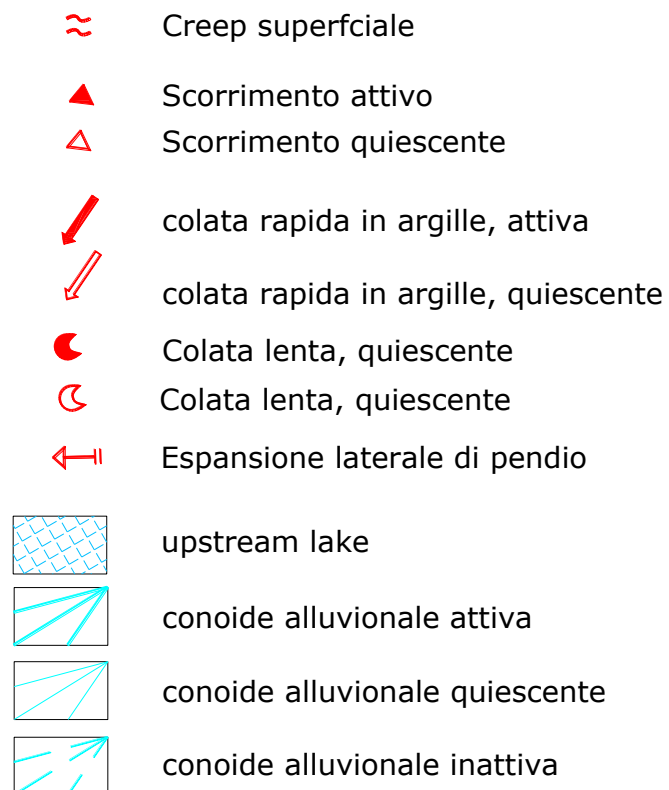 Creep superfciale
Scorrimento attivo
Scorrimento quiescente
colata rapida in argille, attiva
colata rapida in argille, quiescente
Colata lenta, quiescente
Colata lenta, quiescente
Espansione laterale di pendio
upstream lake
conoide alluvionale attiva
conoide alluvionale quiescente
conoide alluvionale inattiva